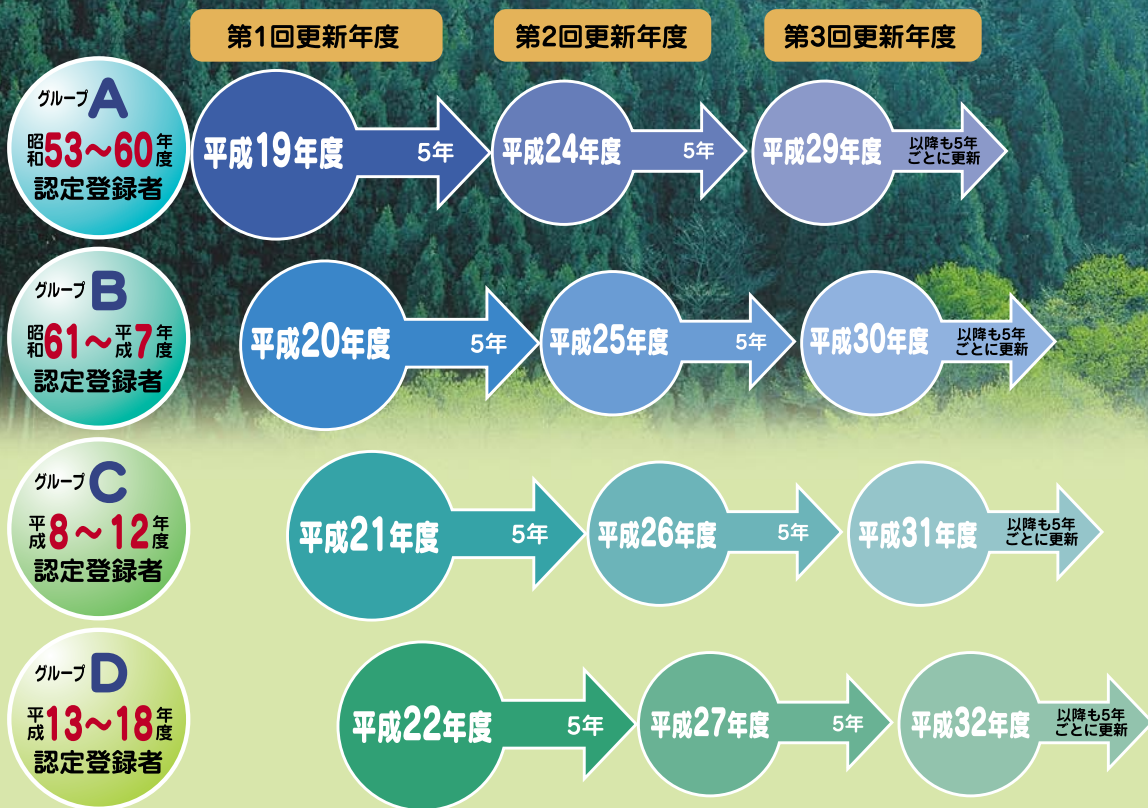 第1回更新年度
第2回更新年度
第3回更新年度
グループA
昭和53～60年度
認定登録者
平成19年度
5年
平成24年度
5年
平成29年度
以降も5年
ごとに更新
グループB
昭和61～平成7年度
認定登録者
平成20年度
5年
平成25年度
5年
平成30年度
以降も5年
ごとに更新
グループC
平成8～12年度
認定登録者
平成21年度
5年
平成26年度
5年
平成31年度
以降も5年
ごとに更新
グループD
平成13～18年度
認定登録者
平成22年度
5年
平成27年度
5年
平成32年度
以降も5年
ごとに更新